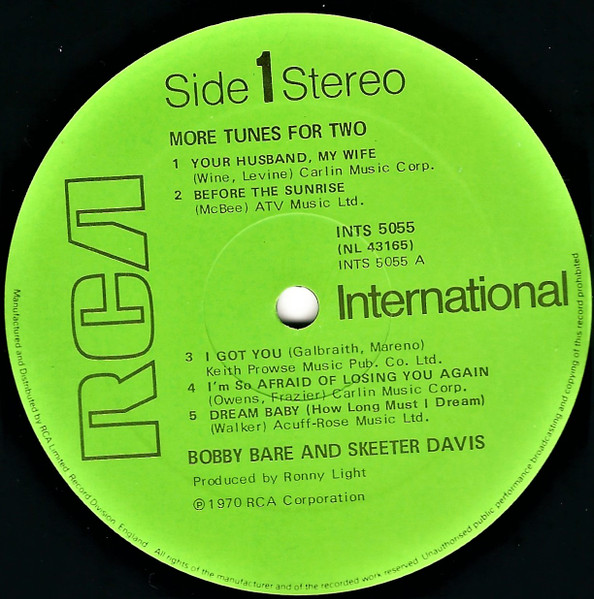 Side 1 Stereo
MORE TUNES FOR TWO
1 YOUR HUSBAND, MY WIFE
(Wine, Levine) Carlin Music Corp.
2 BEFORE THE SUNRISE
(McBee) ATV Music Ltd.
INTS 5055
(NL 43165)
INTS 5055 A
RCA
International
3 I GOT YOU (Galbraith, Mareno)
Keith Prowse Music Pub. Co. Ltd.
4 I'm So AFRAID OF LOSING YOU AGAIN
(Owens, Frazier) Carlin Music Corp.
5 DREAM BABY (How Long Must I Dream)
(Walker) Acuff-Rose Music Ltd.
BOBBY BARE AND SKEETER DAVIS
Produced by Ronny Light
℗1970 RCA Corporation
Manufactured and Distributed by RCA Limited, Record Division, England. All rights of the manufacturer and of the recorded work reserved. Unauthorised public performance, broadcasting and copying of this record prohibited